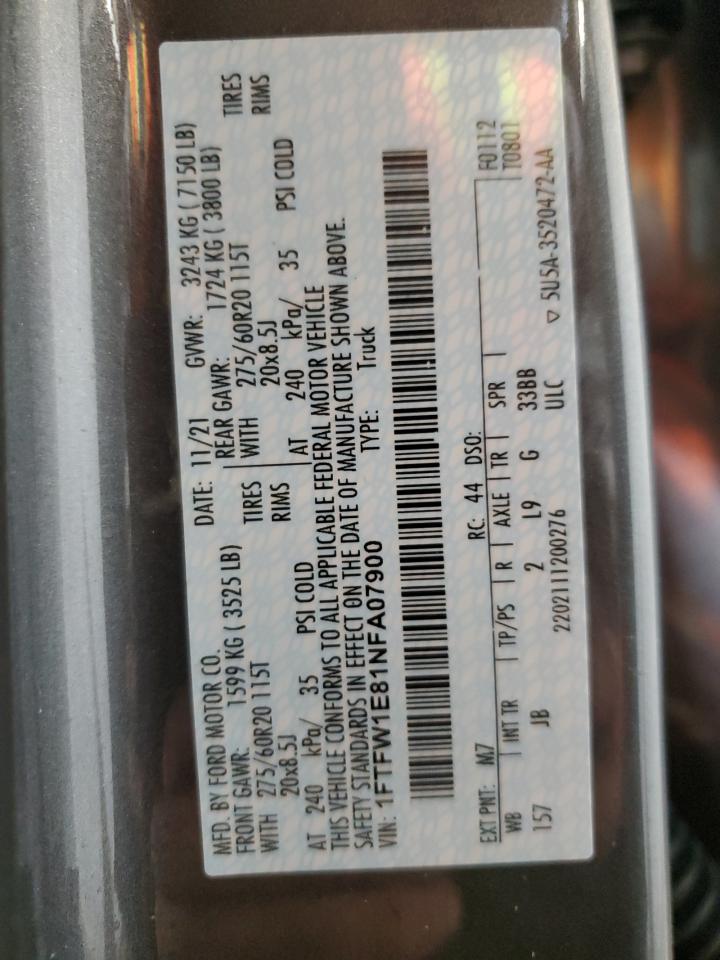 MFD. BY FORD MOTOR CO.
DATE: 11/21 GVWR: 3243 KG ( 7150 LB)
FRONT GAWR: 1599 KG ( 3525 LB) REAR GAWR: 1724 KG ( 3800 LB)
WITH 275/60R20 115T TIRES WITH 275/60R20 115T TIRES
20x8.5J RIMS 20x8.5J RIMS
AT 240 kPa/ 35 PSI COLD AT 240 kPa/ 35 PSI COLD
THIS VEHICLE CONFORMS TO ALL APPLICABLE FEDERAL MOTOR VEHICLE
SAFETY STANDARDS IN EFFECT ON THE DATE OF MANUFACTURE SHOWN ABOVE.
VIN: 1FTFW1E81NFA07900 TYPE: Truck
EXT PNT: M7 RC: 44 DSO: F0112
WB INT TR TP/PS R AXLE TR SPR T0801
157 JB 2 L9 G 33BB
2202111200276 ULC ▽ 5U5A-3520472-AA